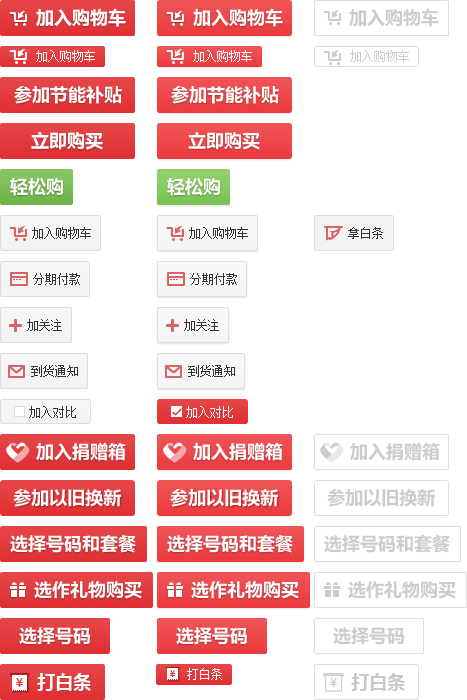 加入购物车 加入购物车 加入购物车
加入购物车 加入购物车 加入购物车
参加节能补贴 参加节能补贴
立即购买 立即购买
轻松购 轻松购
加入购物车 加入购物车 拿白条
分期付款 分期付款
加关注 加关注
到货通知 到货通知
加入对比 加入对比
加入捐赠箱 加入捐赠箱 加入捐赠箱
参加以旧换新 参加以旧换新 参加以旧换新
选择号码和套餐 选择号码和套餐 选择号码和套餐
选作礼物购买 选作礼物购买 选作礼物购买
选择号码 选择号码 选择号码
¥ 打白条 ¥ 打白条 ¥ 打白条